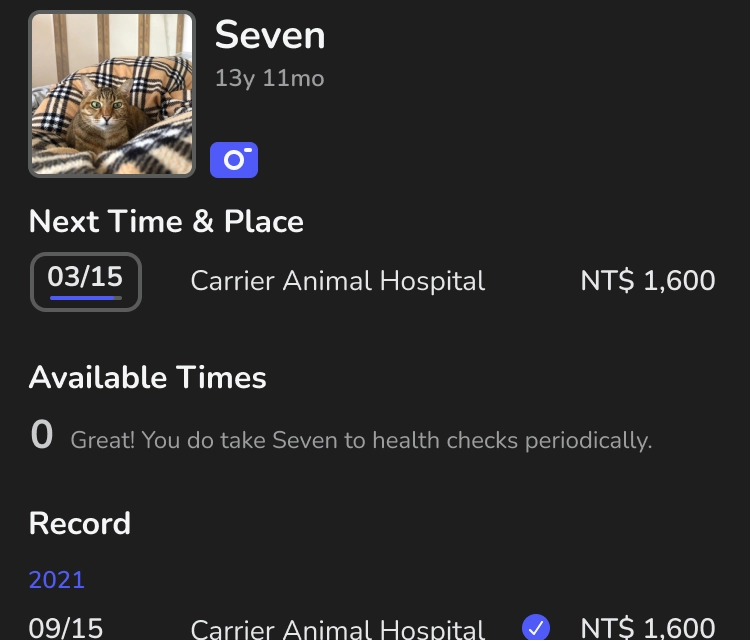 Seven
13y 11mo
Next Time & Place
03/15 Carrier Animal Hospital NT$ 1,600
Available Times
0 Great! You do take Seven to health checks periodically.
Record
2021
09/15 Carrier Animal Hospital NT$ 1,600